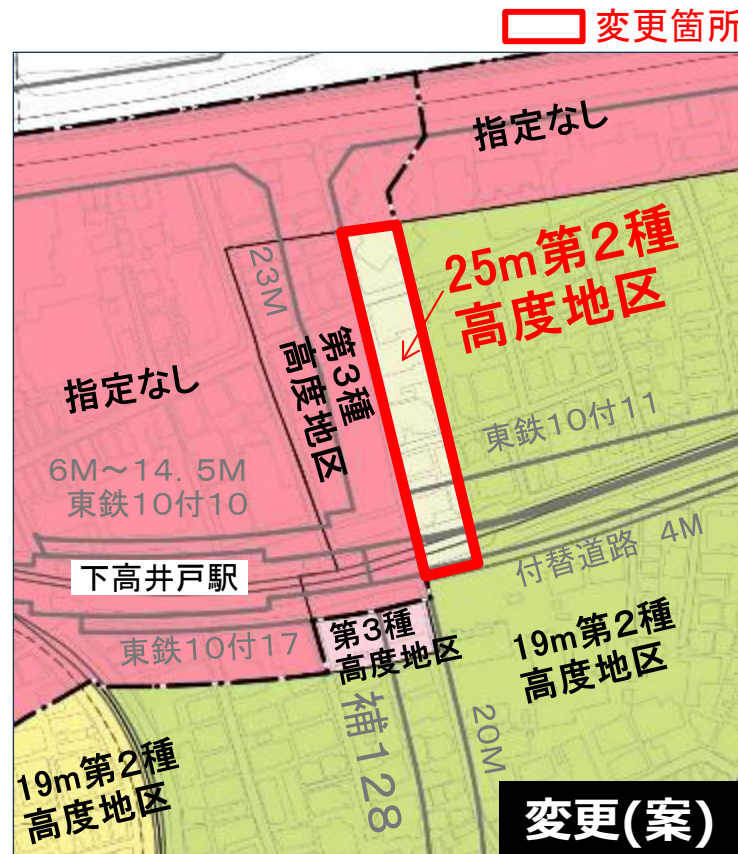 変更箇所
指定なし
25m第2種
高度地区
23M
第3種
高度地区
指定なし
東鉄10付11
6M～14.5M
東鉄10付10
付替道路 4M
下高井戸駅
東鉄10付17
第3種
高度地区
19m第2種
高度地区
補128
20M
19m第2種
高度地区
変更(案)